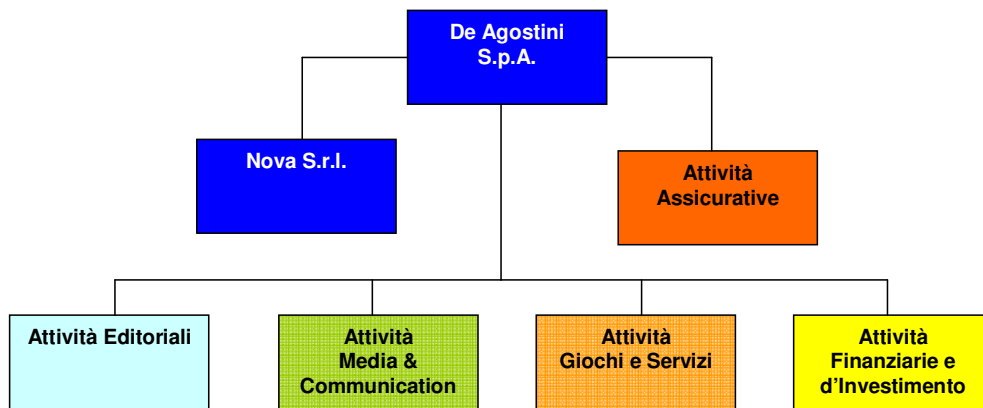 De Agostini
S.p.A.
Nova S.r.l.
Attività
Assicurative
Attività Editoriali
Attività
Media &
Communication
Attività
Giochi e Servizi
Attività
Finanziarie e
d'Investimento